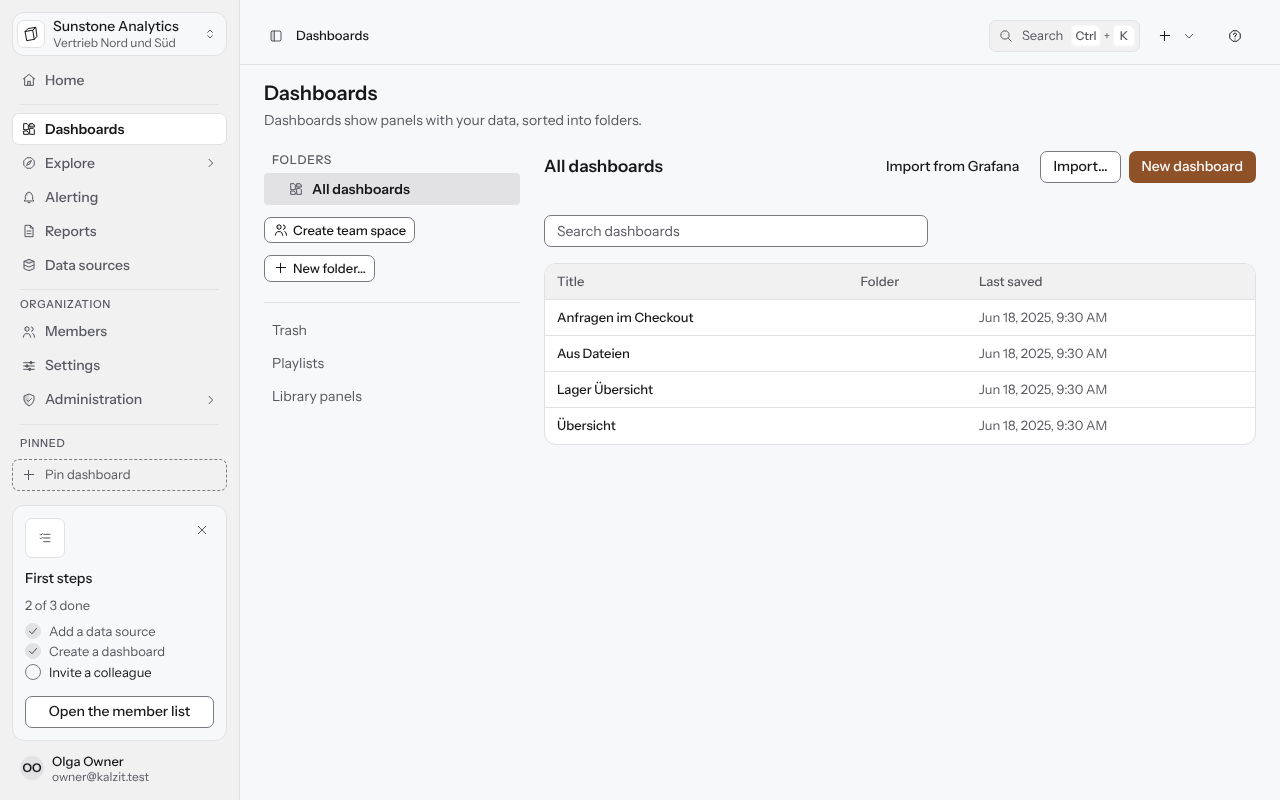 Sunstone Analytics
Vertrieb Nord und Süd
Home
Dashboards
Explore
Alerting
Reports
Data sources
ORGANIZATION
Members
Settings
Administration
PINNED
Pin dashboard
First steps
2 of 3 done
Add a data source
Create a dashboard
Invite a colleague
Open the member list
OO
Olga Owner
owner@kalzit.test
Dashboards
Search Ctrl + K
Dashboards
Dashboards show panels with your data, sorted into folders.
FOLDERS
All dashboards
Create team space
New folder...
Trash
Playlists
Library panels
All dashboards
Import from Grafana
Import...
New dashboard
Search dashboards
Title Folder Last saved
Anfragen im Checkout Jun 18, 2025, 9:30 AM
Aus Dateien Jun 18, 2025, 9:30 AM
Lager Übersicht Jun 18, 2025, 9:30 AM
Übersicht Jun 18, 2025, 9:30 AM